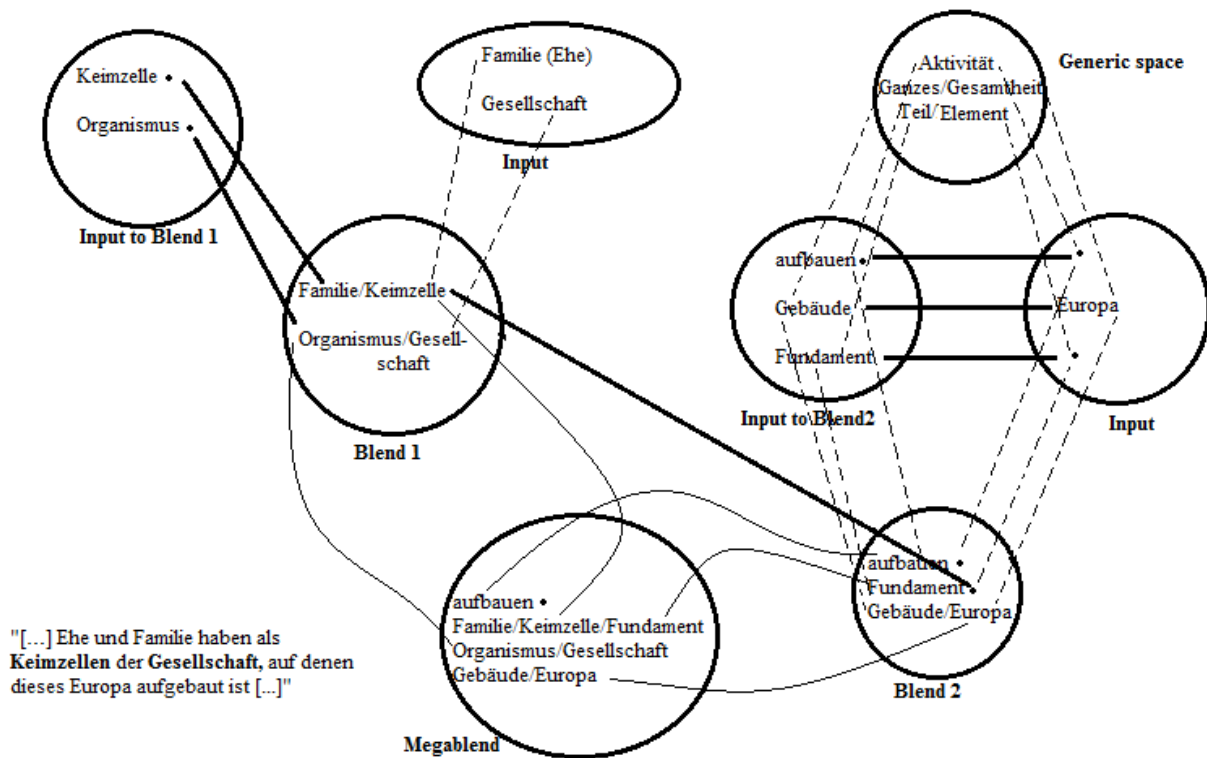 Keimzelle
Organismus
Input to Blend 1
Familie (Ehe)
Gesellschaft
Input
Aktivität
Ganzes/Gesamtheit
Teil/Element
Generic space
Familie/Keimzelle
Organismus/Gesell-
schaft
Blend 1
aufbauen
Gebäude
Fundament
Input to Blend2
Europa
Input
aufbauen
Fundament
Gebäude/Europa
Blend 2
aufbauen
Familie/Keimzelle/Fundament
Organismus/Gesellschaft
Gebäude/Europa
Megablend
"[…] Ehe und Familie haben als
Keimzellen der Gesellschaft, auf denen
dieses Europa aufgebaut ist [...]"